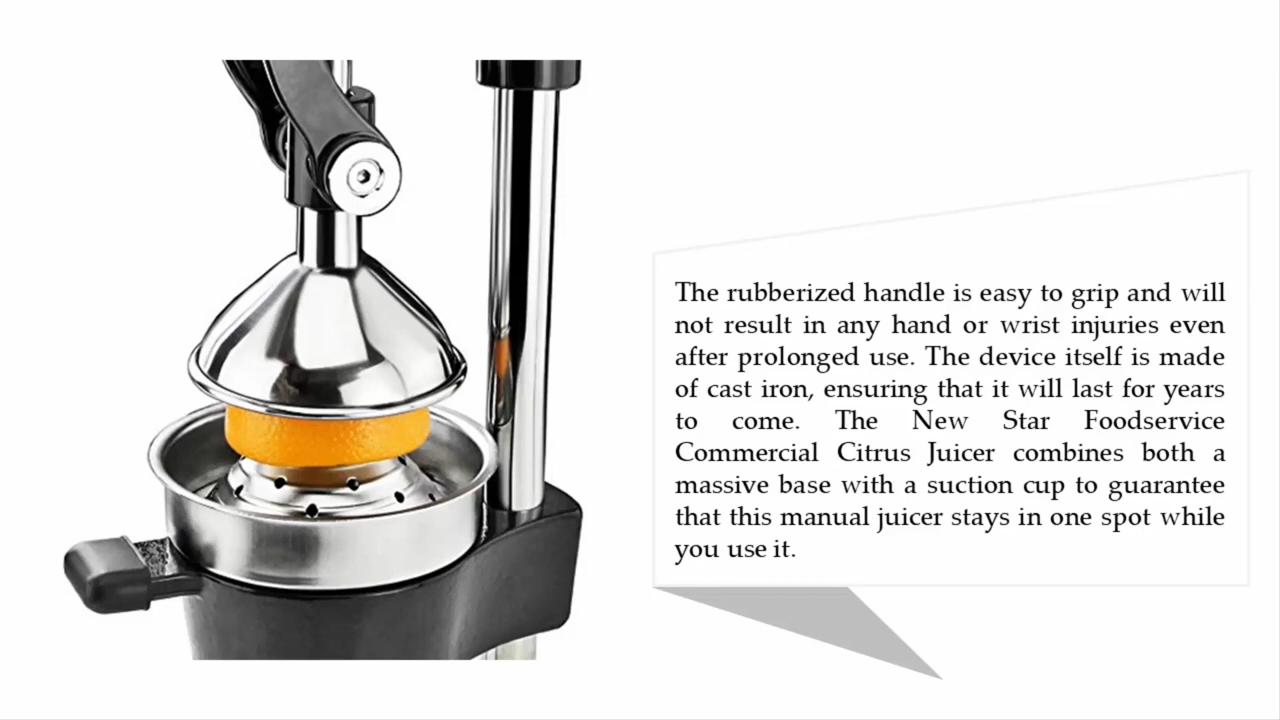 The rubberized handle is easy to grip and will
not result in any hand or wrist injuries even
after prolonged use. The device itself is made
of cast iron, ensuring that it will last for years
to come. The New Star Foodservice
Commercial Citrus Juicer combines both a
massive base with a suction cup to guarantee
that this manual juicer stays in one spot while
you use it.